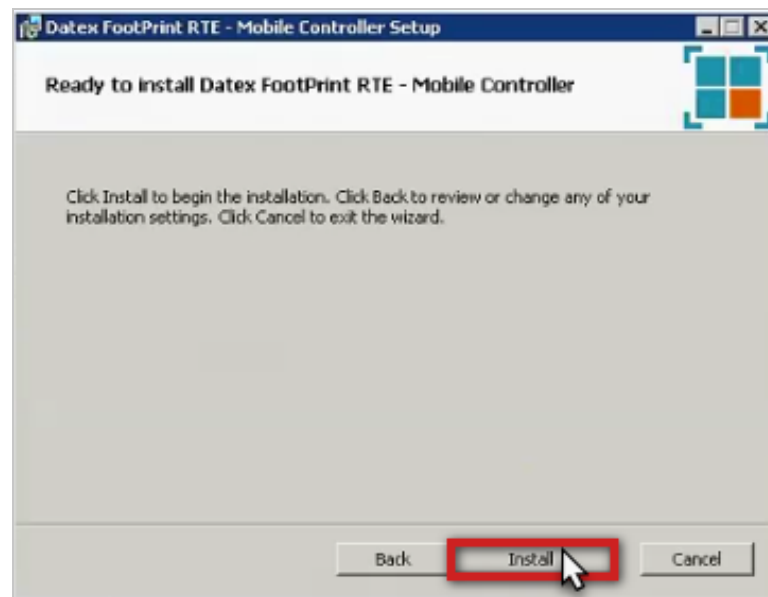 Datex FootPrint RTE - Mobile Controller Setup
Ready to install Datex FootPrint RTE - Mobile Controller
Click Install to begin the installation. Click Back to review or change any of your
installation settings. Click Cancel to exit the wizard.
Back Install Cancel